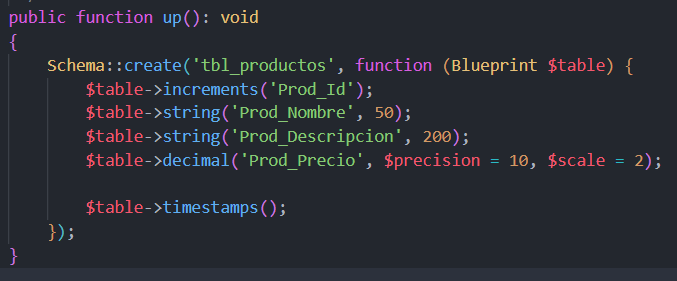 public function up(): void
{
    Schema::create('tbl_productos', function (Blueprint $table) {
        $table->increments('Prod_Id');
        $table->string('Prod_Nombre', 50);
        $table->string('Prod_Descripcion', 200);
        $table->decimal('Prod_Precio', $precision = 10, $scale = 2);
        $table->timestamps();
    });
}